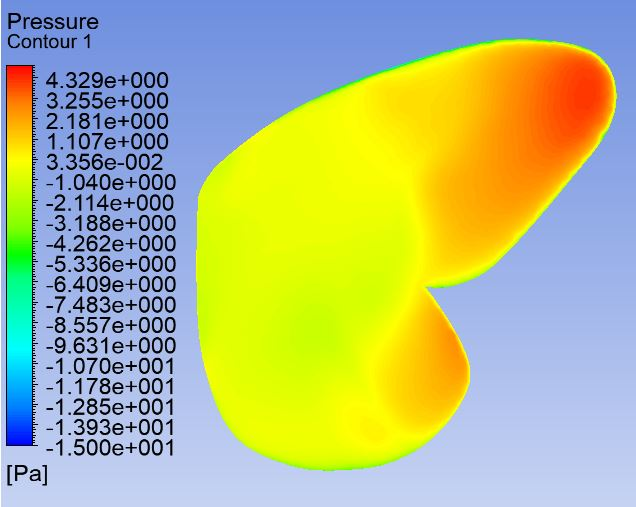 Pressure
Contour 1
4.329e+000
3.255e+000
2.181e+000
1.107e+000
3.356e-002
-1.040e+000
-2.114e+000
-3.188e+000
-4.262e+000
-5.336e+000
-6.409e+000
-7.483e+000
-8.557e+000
-9.631e+000
-1.070e+001
-1.178e+001
-1.285e+001
-1.393e+001
-1.500e+001
[Pa]